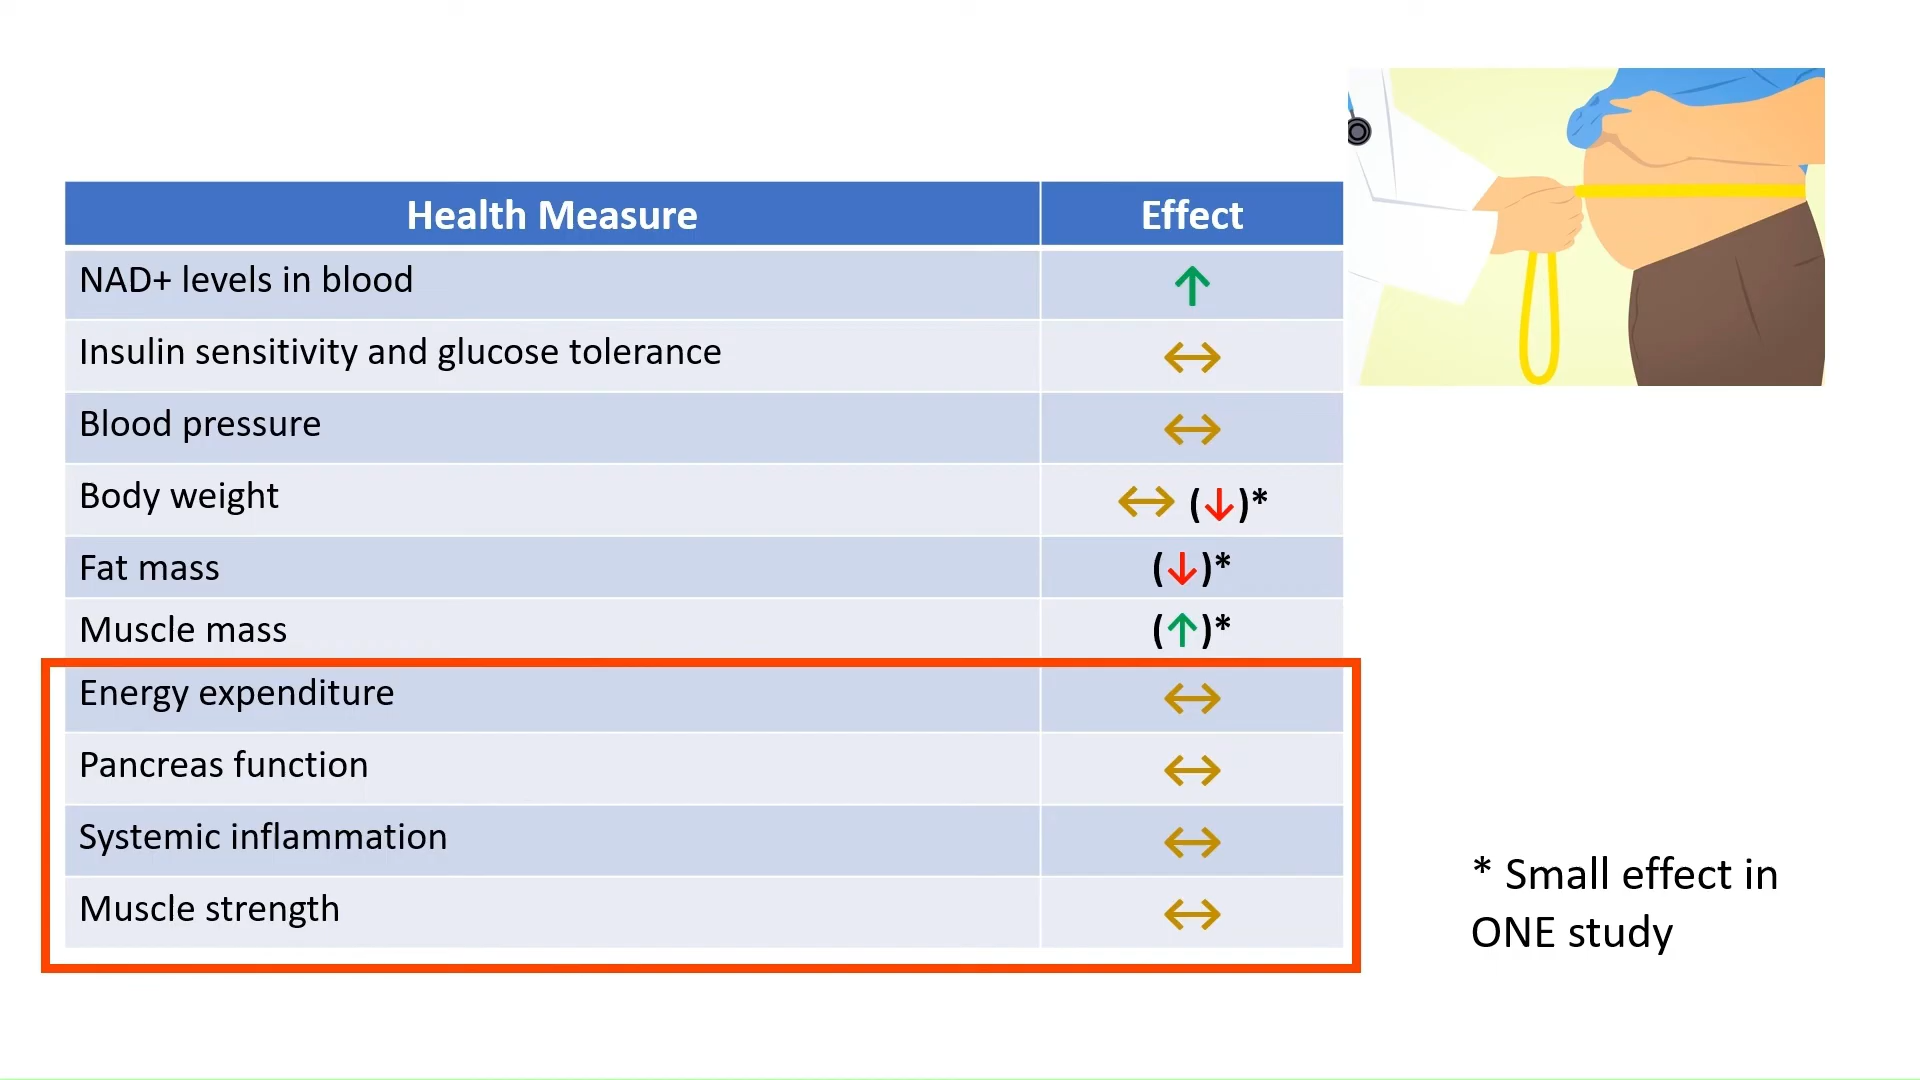 Health Measure Effect
NAD+ levels in blood ↑
Insulin sensitivity and glucose tolerance ↔
Blood pressure ↔
Body weight ↔ (↓)*
Fat mass (↓)*
Muscle mass (↑)*
Energy expenditure ↔
Pancreas function ↔
Systemic inflammation ↔
Muscle strength ↔
* Small effect in
ONE study